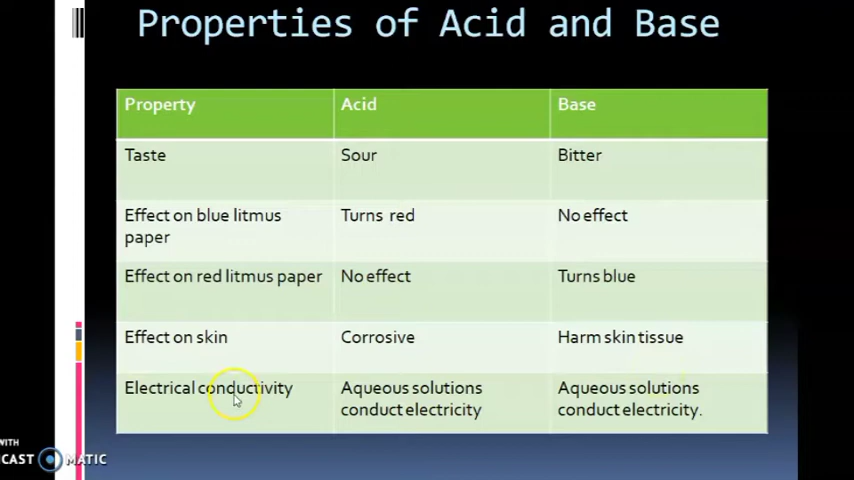 Properties of Acid and Base
Property Acid Base
Taste Sour Bitter
Effect on blue litmus Turns red No effect
paper
Effect on red litmus paper No effect Turns blue
Effect on skin Corrosive Harm skin tissue
Electrical conductivity Aqueous solutions Aqueous solutions
conduct electricity conduct electricity.
WITH
CAST MATIC